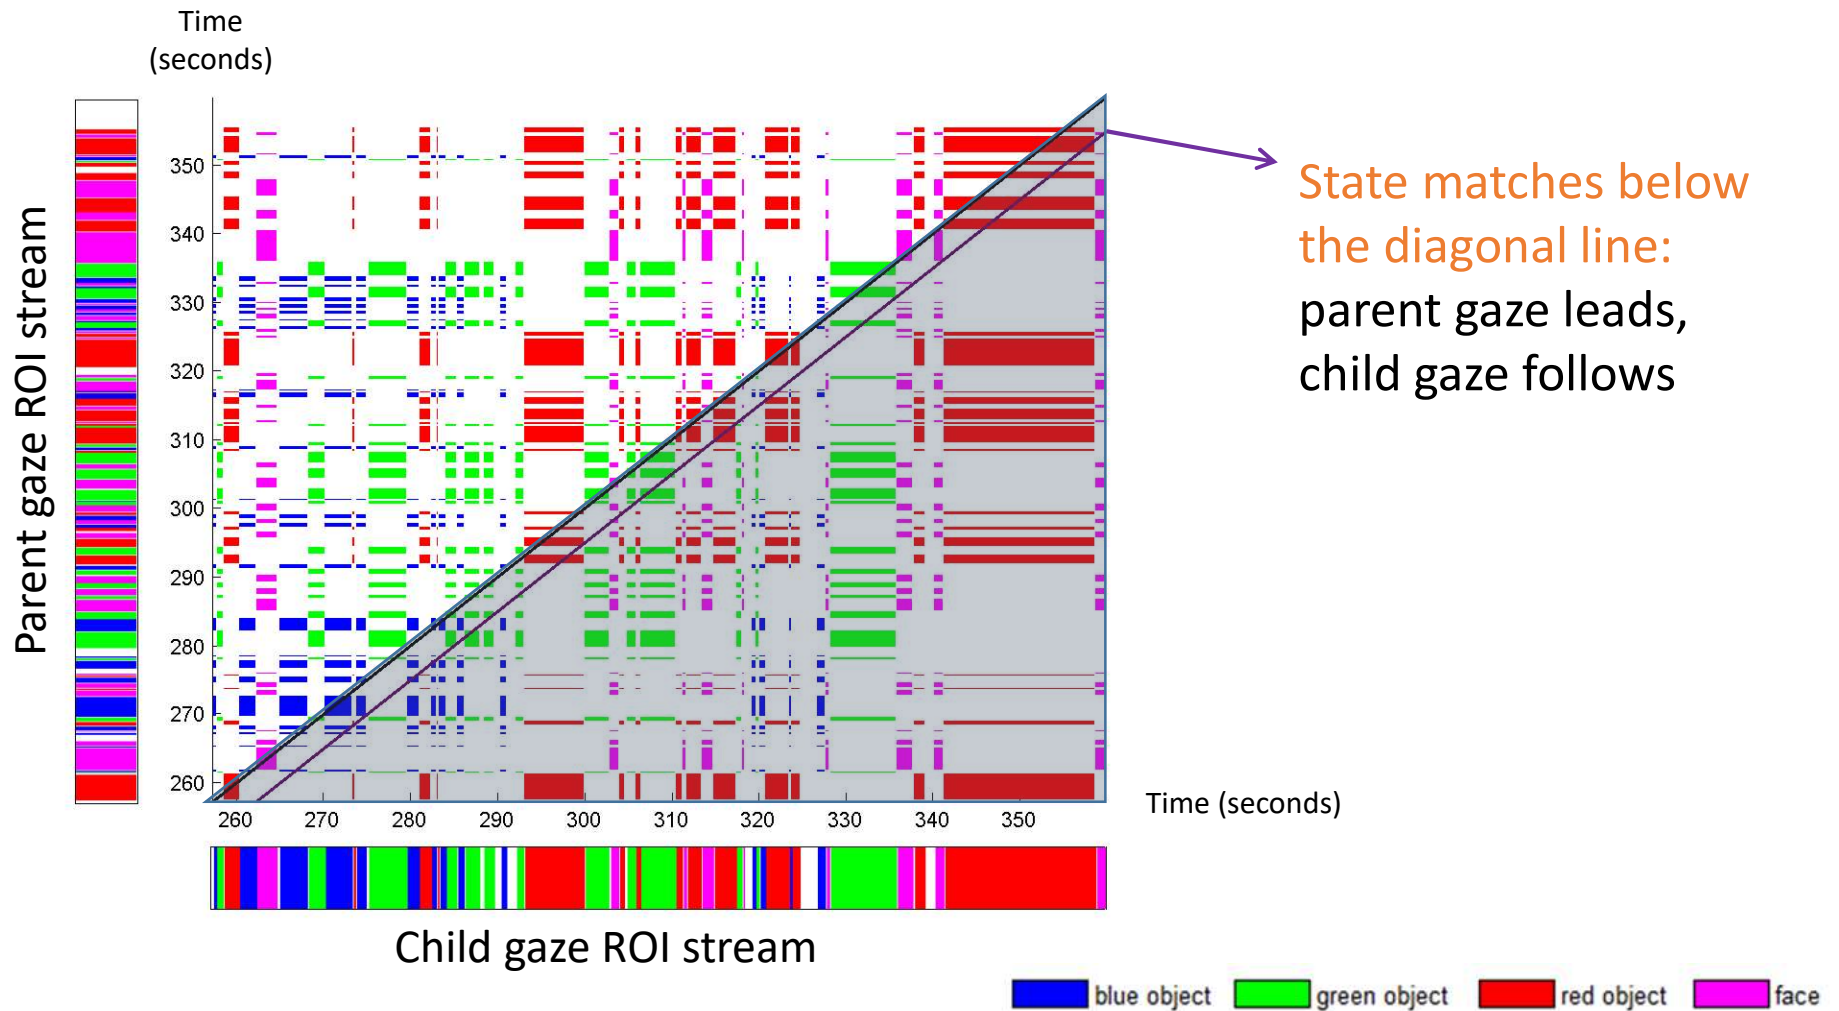 Time
(seconds)
Parent gaze ROI stream
350
340
330
320
310
300
290
280
270
260
260 270 280 290 300 310 320 330 340 350
Time (seconds)
State matches below
the diagonal line:
parent gaze leads,
child gaze follows
Child gaze ROI stream
blue object green object red object face